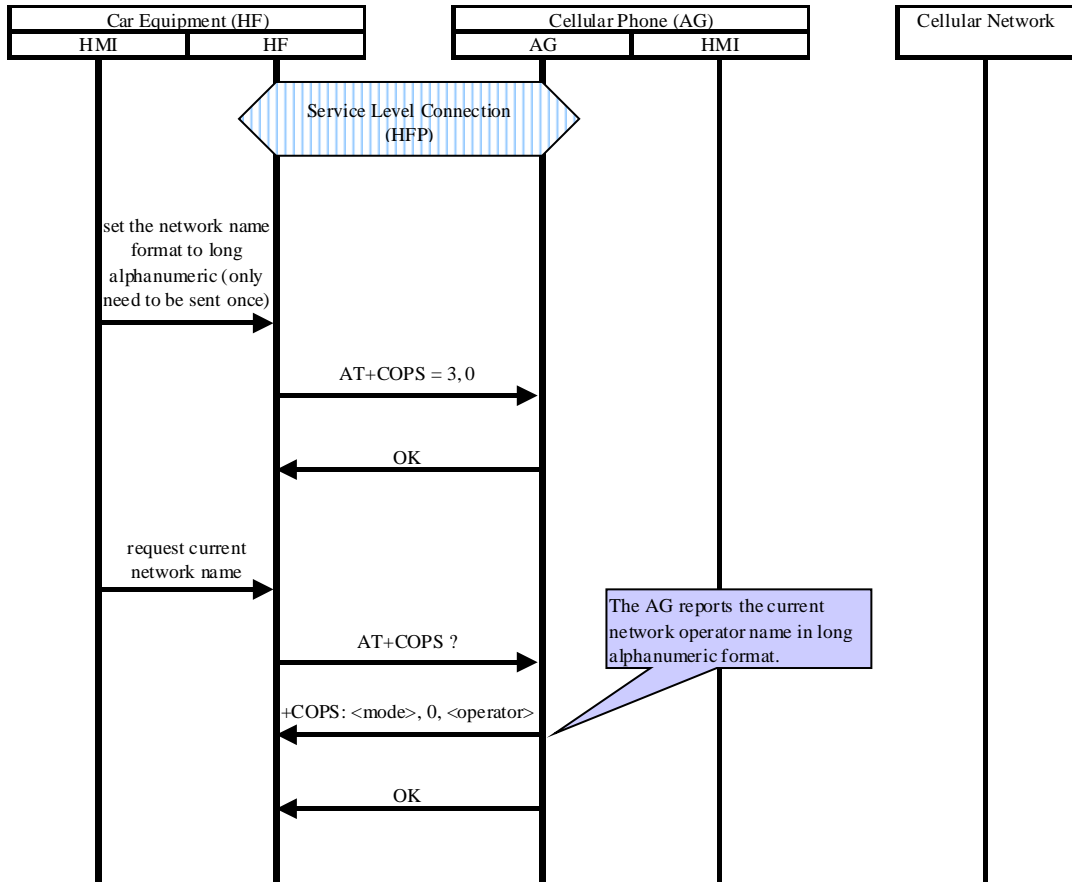 Car Equipment (HF)
Cellular Phone (AG)
Cellular Network
HMI
HF
AG
HMI
Service Level Connection
(HFP)
set the network name
format to long
alphanumeric (only
need to be sent once)
AT+COPS = 3, 0
OK
request current
network name
The AG reports the current
network operator name in long
alphanumeric format.
AT+COPS ?
+COPS: <mode>, 0, <operator>
OK